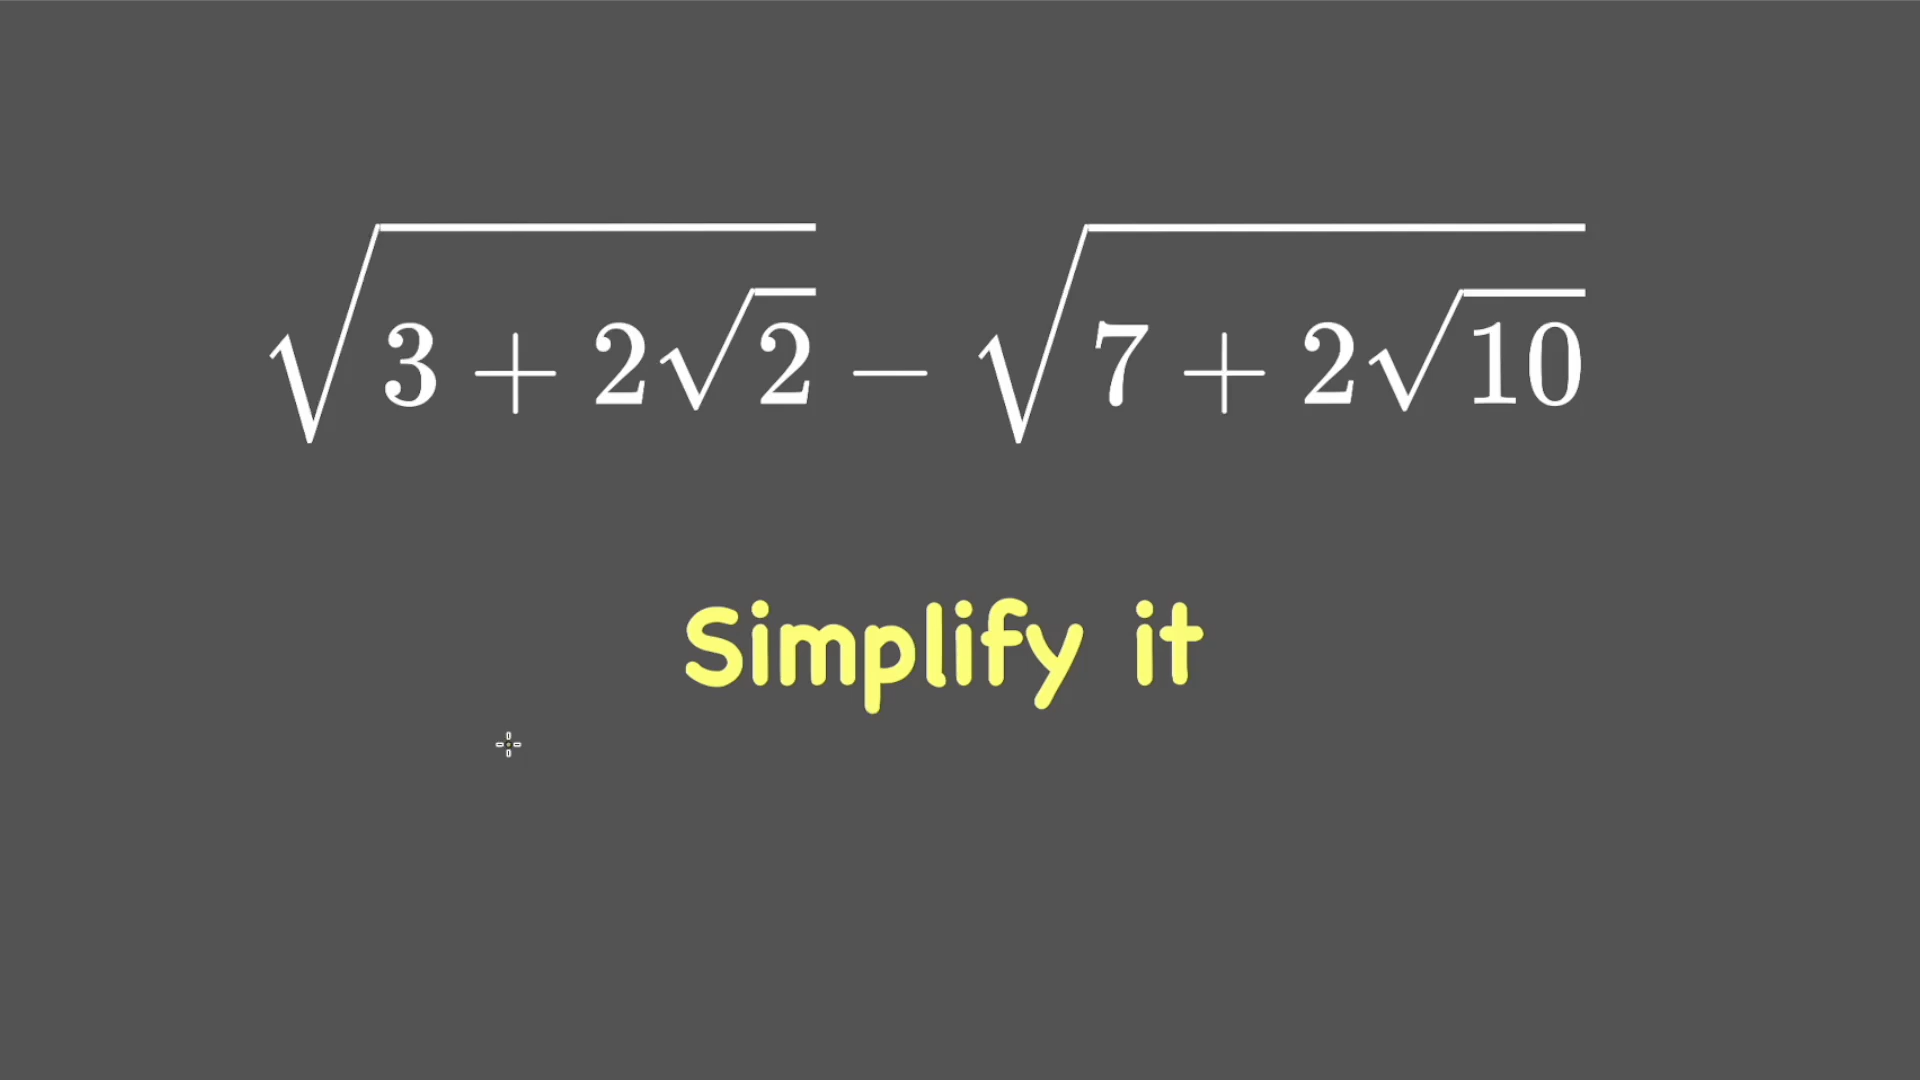 √(3 + 2√2) − √(7 + 2√10)
Simplify it